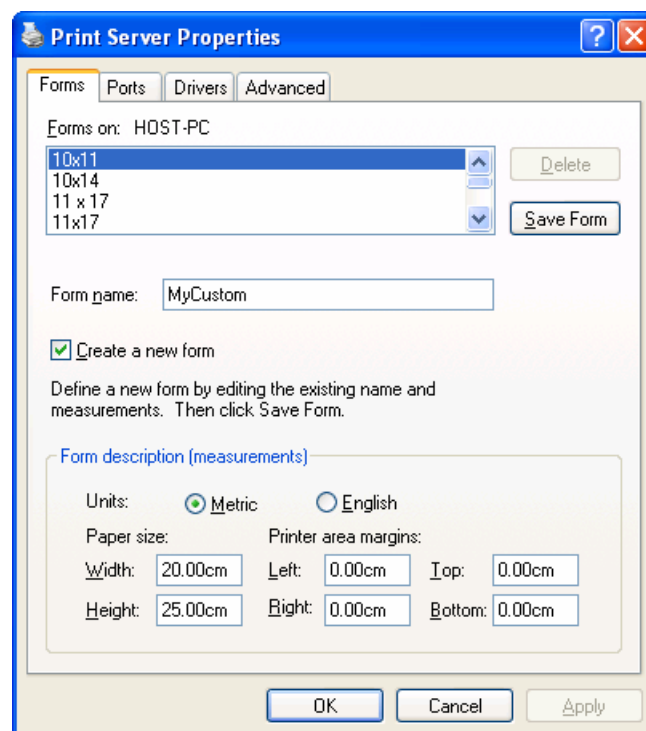 Print Server Properties
Forms Ports Drivers Advanced
Forms on: HOST-PC
10x11
10x14
11 x 17
11x17
Delete
Save Form
Form name: MyCustom
Create a new form
Define a new form by editing the existing name and
measurements. Then click Save Form.
Form description (measurements)
Units: Metric English
Paper size: Printer area margins:
Width: 20.00cm Left: 0.00cm Top: 0.00cm
Height: 25.00cm Right: 0.00cm Bottom: 0.00cm
OK Cancel Apply